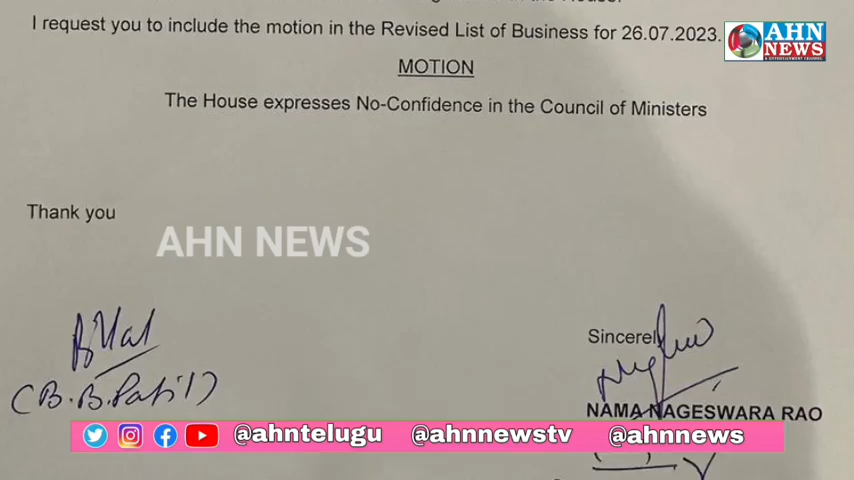 I request you to include the motion in the Revised List of Business for 26.07.2023.
AHN
NEWS
MOTION
The House expresses No-Confidence in the Council of Ministers
Thank you
AHN NEWS
(B.B.Patil)
NAMA NAGESWARA RAO
@ahntelugu @ahnnewstv @ahnnews